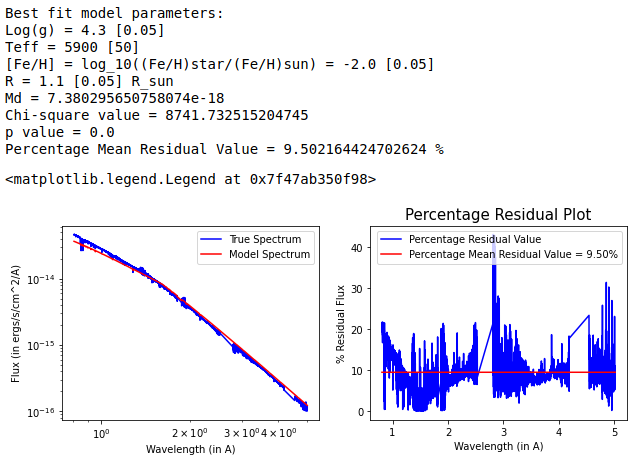 Best fit model parameters:
Log(g) = 4.3 [0.05]
Teff = 5900 [50]
[Fe/H] = log_10((Fe/H)star/(Fe/H)sun) = -2.0 [0.05]
R = 1.1 [0.05] R_sun
Md = 7.380295650758074e-18
Chi-square value = 8741.732515204745
p value = 0.0
Percentage Mean Residual Value = 9.502164424702624 %
<matplotlib.legend.Legend at 0x7f47ab350f98>
True Spectrum
Model Spectrum
Flux (in ergs/s/cm^2/A)
10⁻¹⁴
10⁻¹⁵
10⁻¹⁶
10⁰ 2 × 10⁰ 3 × 10⁰ 4 × 10⁰
Wavelength (in A)
Percentage Residual Plot
Percentage Residual Value
Percentage Mean Residual Value = 9.50%
% Residual Flux
40
30
20
10
0
1 2 3 4 5
Wavelength (in A)